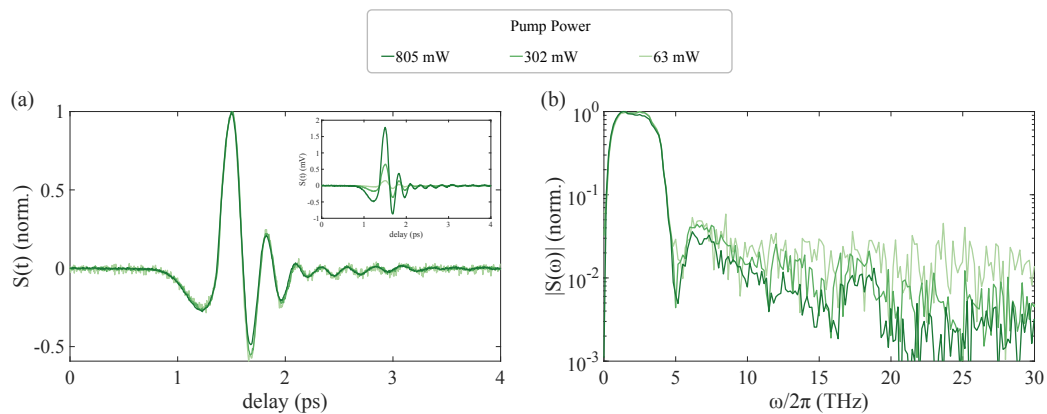 Pump Power
805 mW 302 mW 63 mW
(a)
S(t) (norm.)
1
0.5
0
-0.5
0 1 2 3 4
delay (ps)
S(t) (mV)
2
1.5
1
0.5
0
-0.5
-1
0 1 2 3 4
delay (ps)
(b)
|S(ω)| (norm.)
10⁰
10⁻¹
10⁻²
10⁻³
0 5 10 15 20 25 30
ω/2π (THz)